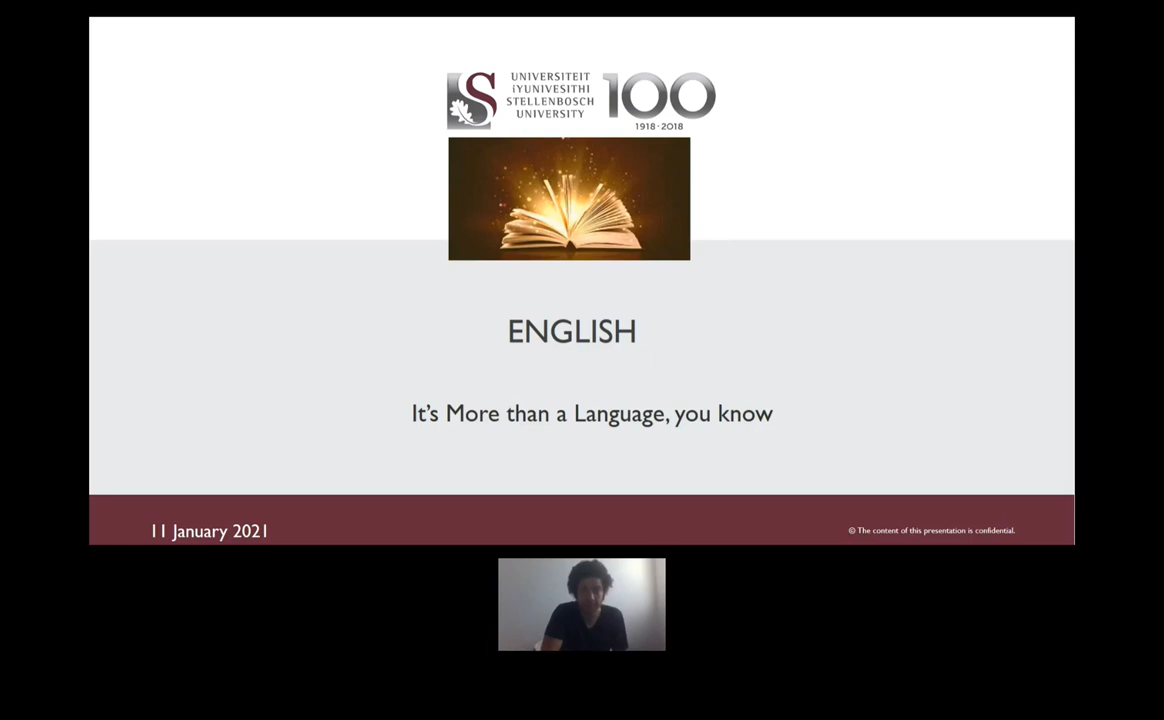 UNIVERSITEIT
iYUNIVESITHI
STELLENBOSCH
UNIVERSITY
100
1918·2018
ENGLISH
It's More than a Language, you know
11 January 2021
© The content of this presentation is confidential.